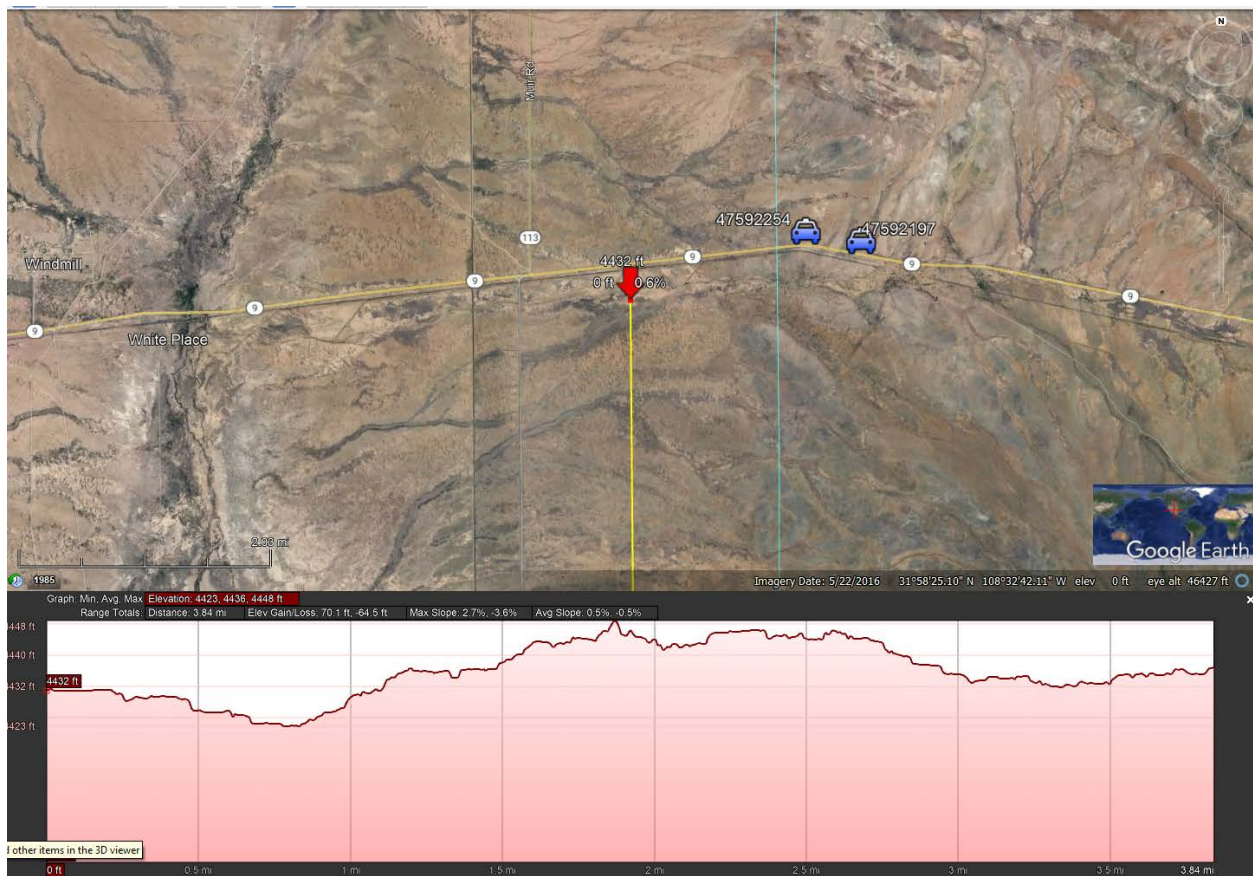 N
Muir Rd
47592254
47592197
113
4432 ft
9
9
0 ft 0.6%
9
Windmill
9
9
9
White Place
2.03 mi
Google Earth
1985
Imagery Date: 5/22/2016 31°58'25.10" N 108°32'42.11" W elev 0 ft eye alt 46427 ft
Graph: Min, Avg, Max Elevation: 4423, 4436, 4448 ft
Range Totals: Distance: 3.84 mi Elev Gain/Loss: 70.1 ft, -64.5 ft Max Slope: 2.7%, -3.6% Avg Slope: 0.5%, -0.5%
4448 ft
4440 ft
4432 ft
4432 ft
4423 ft
other items in the 3D viewer
0 ft 0.5 mi 1 mi 1.5 mi 2 mi 2.5 mi 3 mi 3.5 mi 3.84 mi